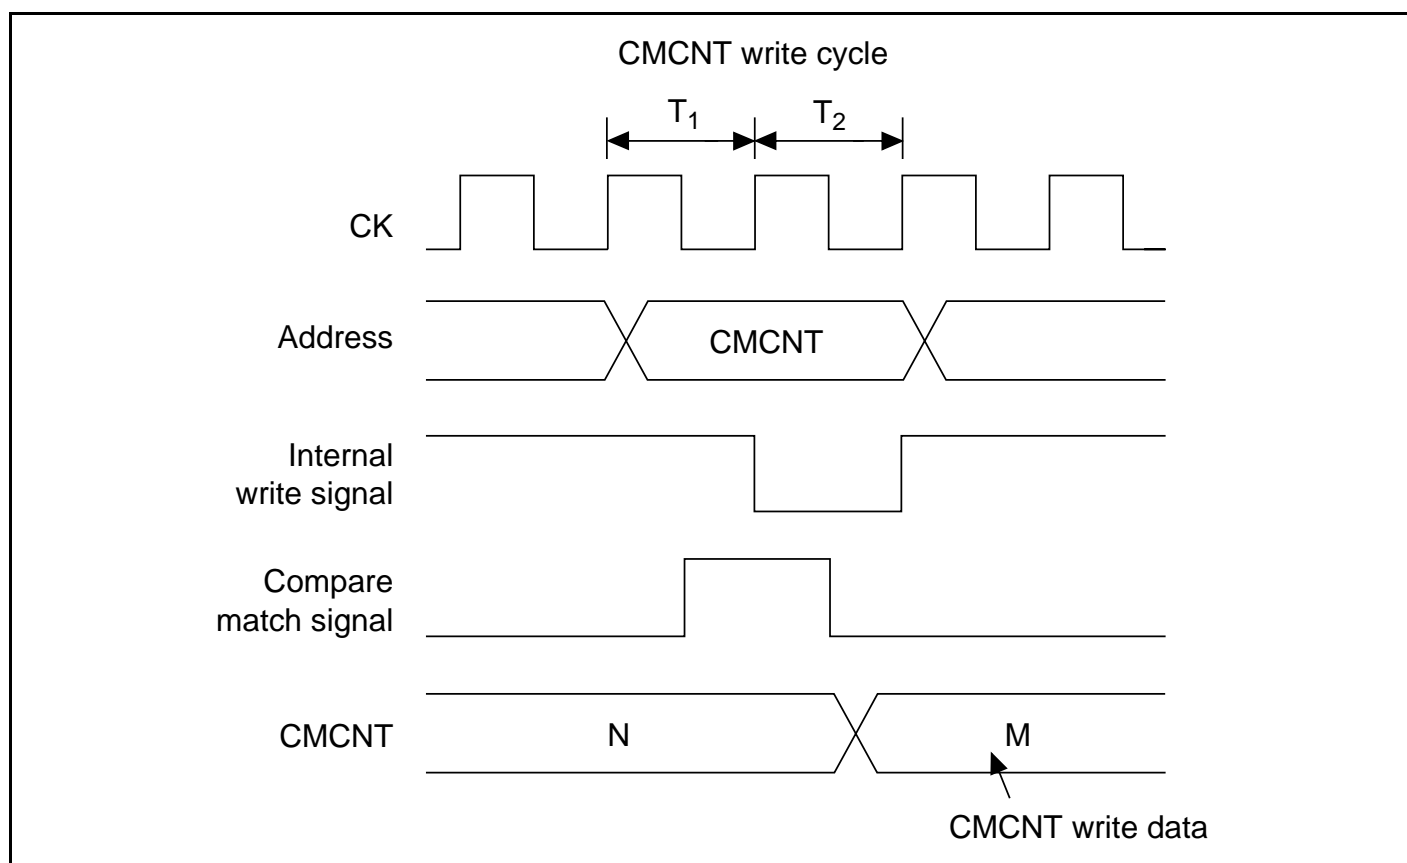 CMCNT write cycle
T1 T2
CK
Address
CMCNT
Internal
write signal
Compare
match signal
CMCNT
N
M
CMCNT write data